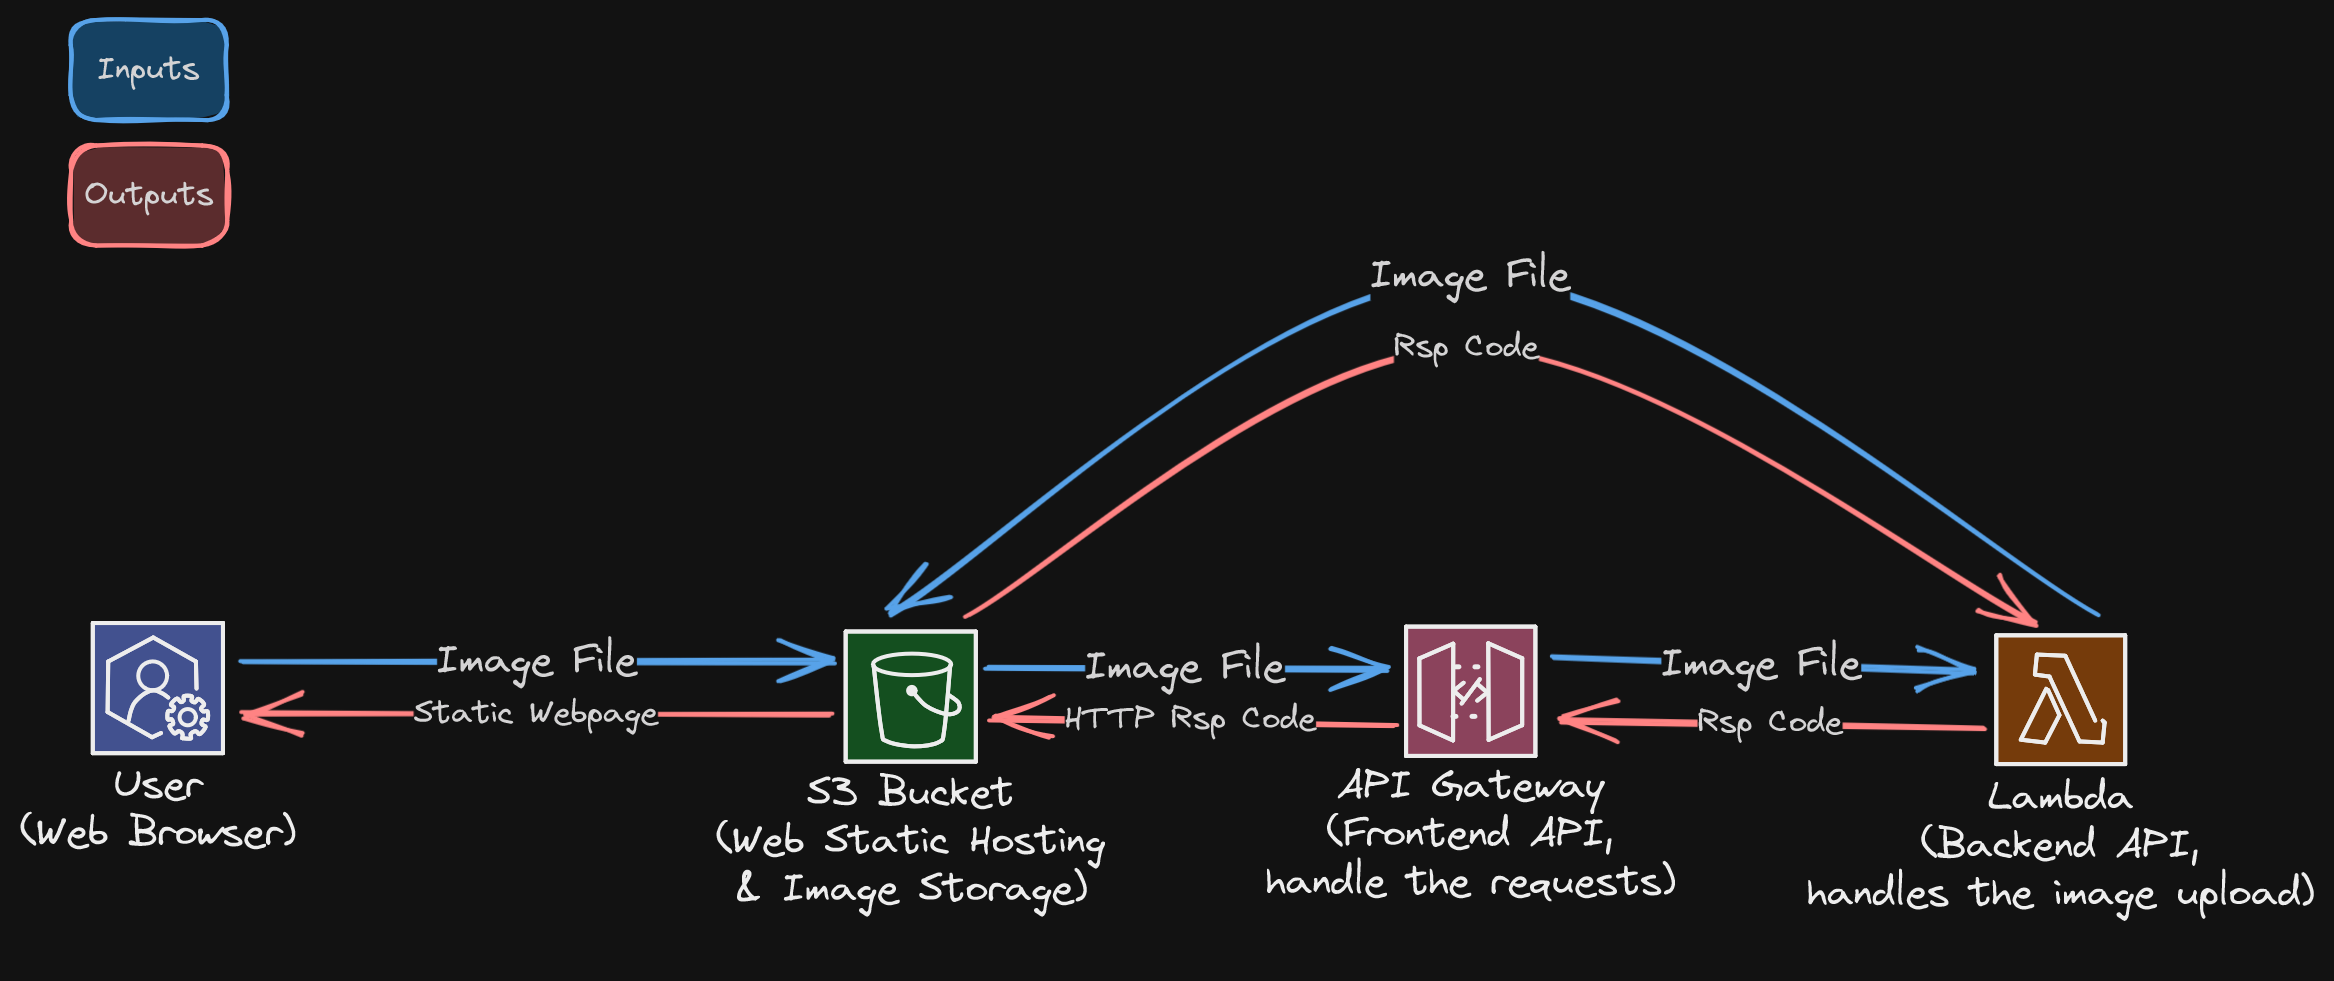 Inputs
Outputs
Image File
Rsp Code
Image File
Static Webpage
Image File
HTTP Rsp Code
Image File
Rsp Code
User
(Web Browser)
S3 Bucket
(Web Static Hosting
& Image Storage)
API Gateway
(Frontend API,
handle the requests)
Lambda
(Backend API,
handles the image upload)